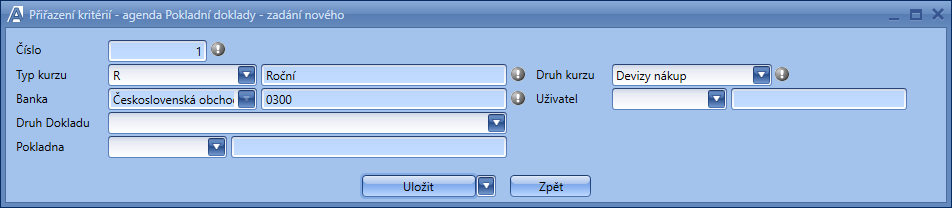 Přiřazení kritérií - agenda Pokladní doklady - zadání nového
Číslo 1
Typ kurzu R Roční Druh kurzu Devizy nákup
Banka Československá obchod 0300 Uživatel
Druh Dokladu
Pokladna
Uložit Zpět